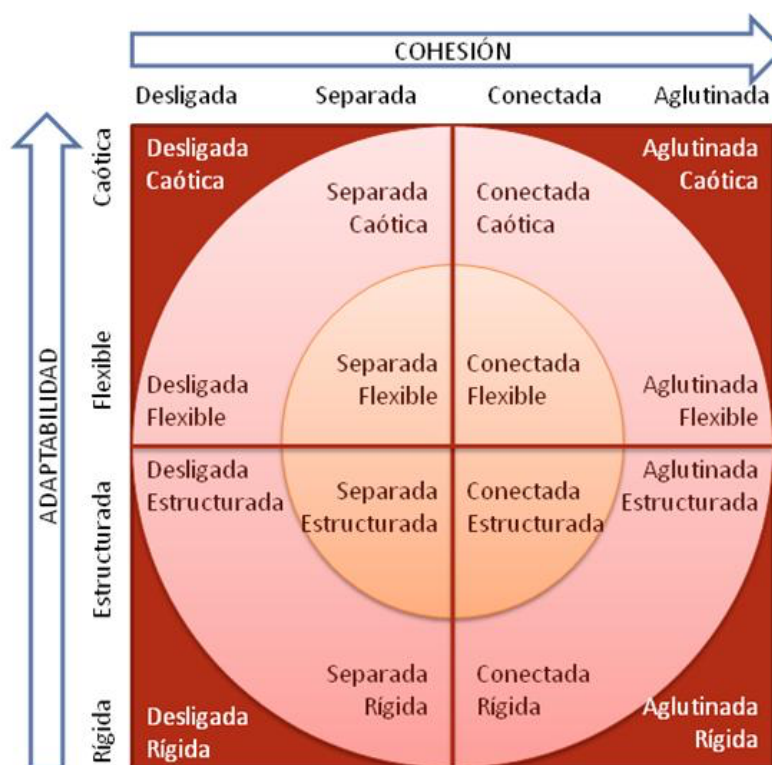 COHESIÓN
Desligada Separada Conectada Aglutinada
ADAPTABILIDAD
Caótica
Flexible
Estructurada
Rígida
Desligada
Caótica
Separada
Caótica
Conectada
Caótica
Aglutinada
Caótica
Desligada
Flexible
Separada
Flexible
Conectada
Flexible
Aglutinada
Flexible
Desligada
Estructurada
Separada
Estructurada
Conectada
Estructurada
Aglutinada
Estructurada
Desligada
Rígida
Separada
Rígida
Conectada
Rígida
Aglutinada
Rígida